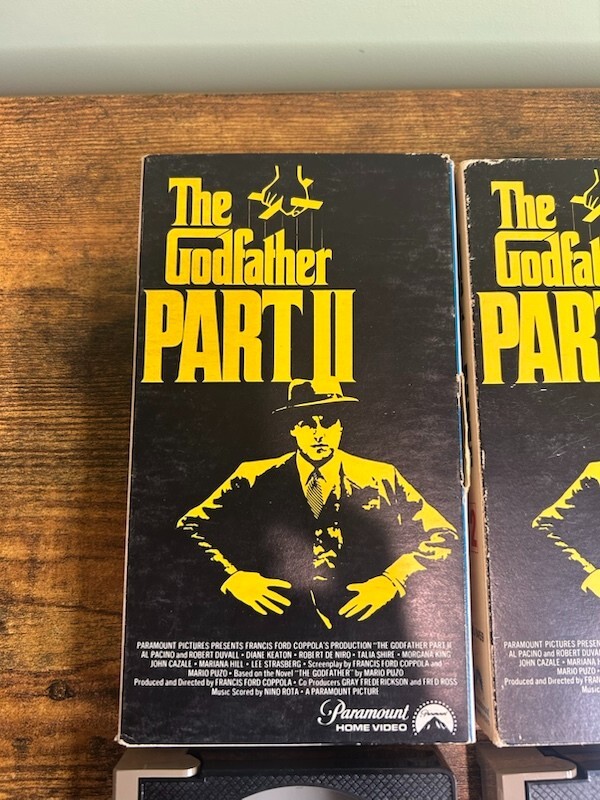 The
Godfather
PART II
PARAMOUNT PICTURES PRESENTS FRANCIS FORD COPPOLA'S PRODUCTION "THE GODFATHER PART II"
AL PACINO and ROBERT DUVALL • DIANE KEATON • ROBERT DE NIRO • TALIA SHIRE • MORGANA KING
JOHN CAZALE • MARIANA HILL • LEE STRASBERG • Screenplay by FRANCIS FORD COPPOLA and
MARIO PUZO • Based on the Novel "THE GODFATHER" by MARIO PUZO
Produced and Directed by FRANCIS FORD COPPOLA • Co Producers GRAY FREDERICKSON and FRED ROSS
Music Scored by NINO ROTA • A PARAMOUNT PICTURE
Paramount
HOME VIDEO
Paramount
The
Godfat
PAR
PARAMOUNT PICTURES PRESEN
AL PACINO and ROBERT DUVA
JOHN CAZALE • MARIANA H
MARIO PUZO •
Produced and Directed by FRAN
Music